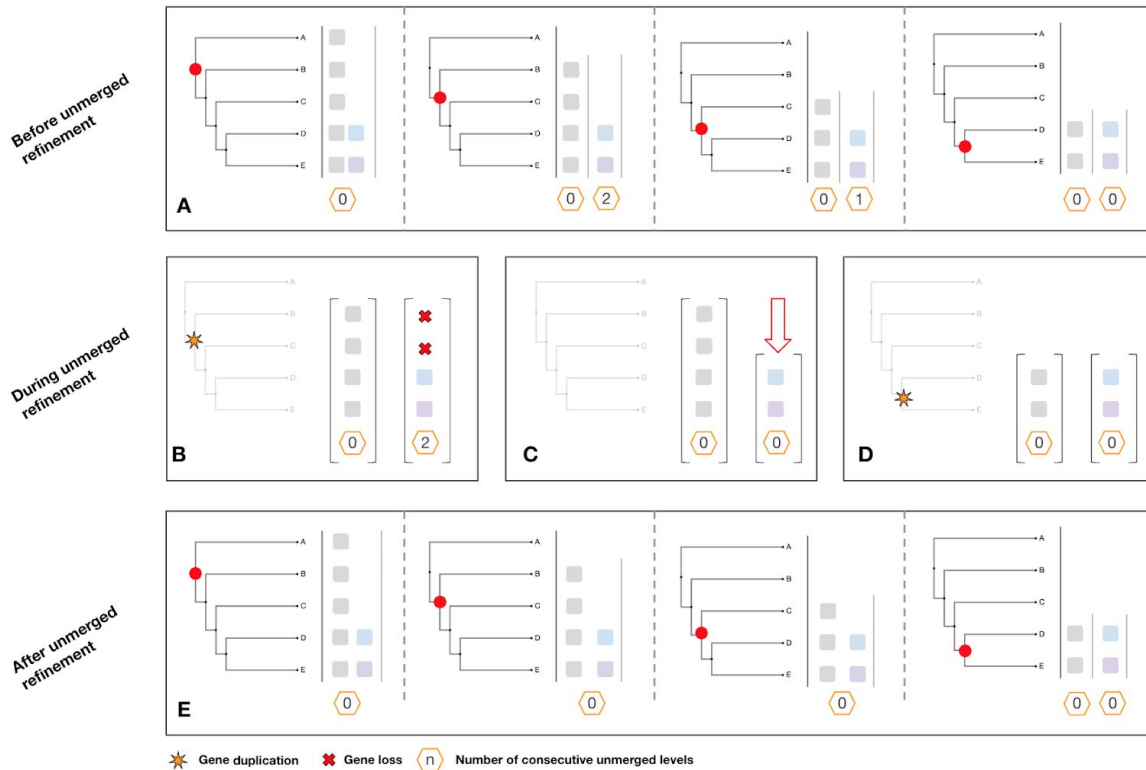 Before unmerged
refinement
A
B
C
D
E
0
A
B
C
D
E
0 2
A
B
C
D
E
0 1
A
B
C
D
E
0 0
A
During unmerged
refinement
A
B
C
D
E
0 2
B
A
B
C
D
E
0 0
C
A
B
C
D
E
0 0
D
After unmerged
refinement
A
B
C
D
E
0
A
B
C
D
E
0
A
B
C
D
E
0
A
B
C
D
E
0 0
E
Gene duplication Gene loss n Number of consecutive unmerged levels